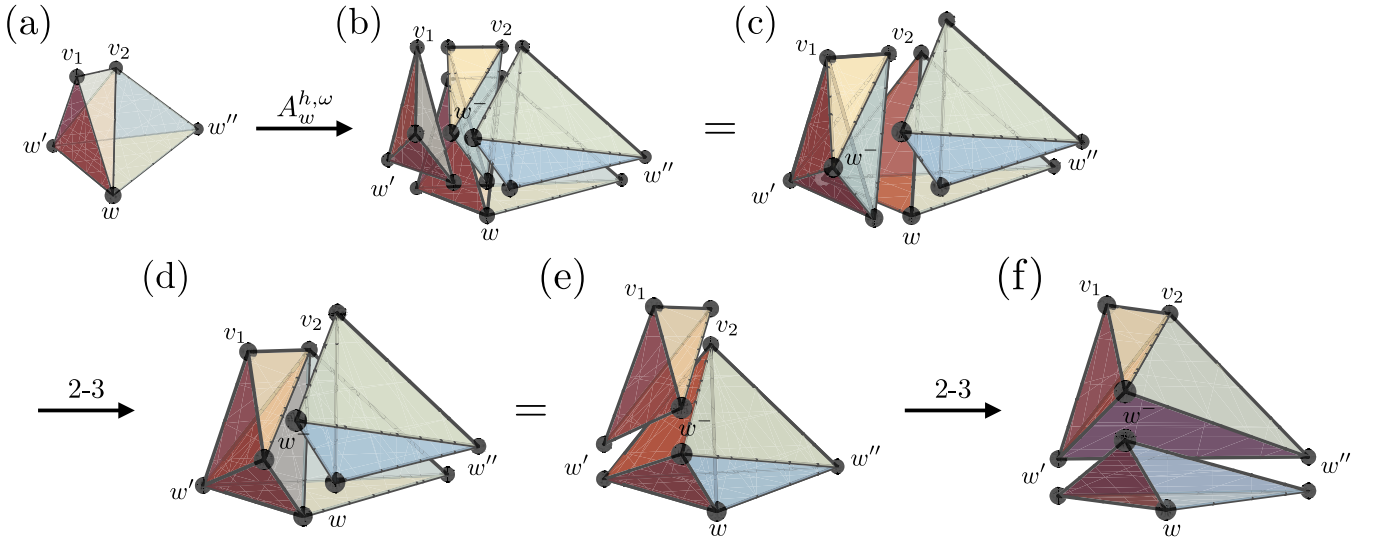 (a)
v₁ v₂
w′ w″
w
A_w^{h,ω}
(b)
v₁ v₂
w⁻
w′ w″
w
=
(c)
v₁ v₂
w⁻
w′ w″
w
2-3
(d)
v₁ v₂
w⁻
w′ w″
w
=
(e)
v₁
v₂
w⁻
w′ w″
w
2-3
(f)
v₁ v₂
w⁻
w′ w″
w